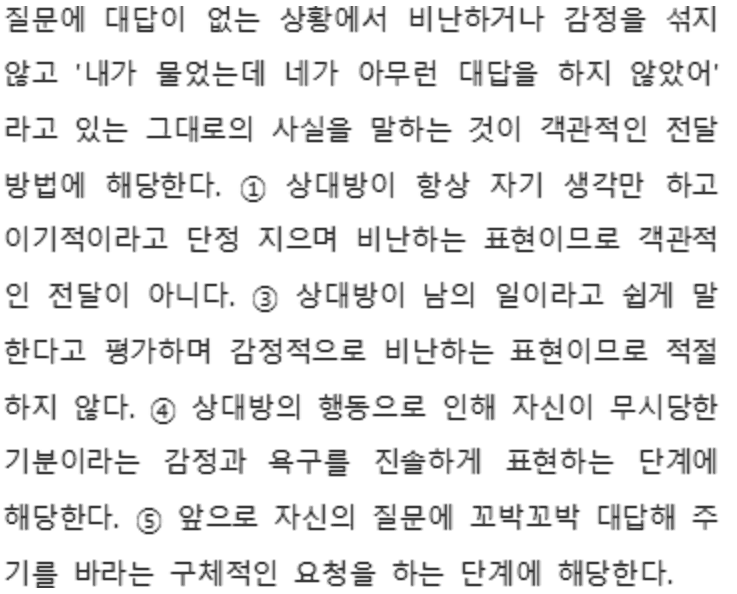 질문에 대답이 없는 상황에서 비난하거나 감정을 섞지
않고 '내가 물었는데 네가 아무런 대답을 하지 않았어'
라고 있는 그대로의 사실을 말하는 것이 객관적인 전달
방법에 해당한다. ① 상대방이 항상 자기 생각만 하고
이기적이라고 단정 지으며 비난하는 표현이므로 객관적
인 전달이 아니다. ③ 상대방이 남의 일이라고 쉽게 말
한다고 평가하며 감정적으로 비난하는 표현이므로 적절
하지 않다. ④ 상대방의 행동으로 인해 자신이 무시당한
기분이라는 감정과 욕구를 진솔하게 표현하는 단계에
해당한다. ⑤ 앞으로 자신의 질문에 꼬박꼬박 대답해 주
기를 바라는 구체적인 요청을 하는 단계에 해당한다.